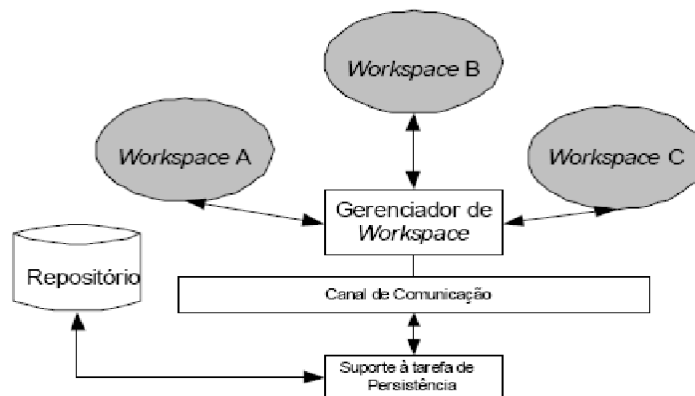 Workspace B
Workspace A
Workspace C
Gerenciador de
Workspace
Repositório
Canal de Comunicação
Suporte à tarefa de
Persistência